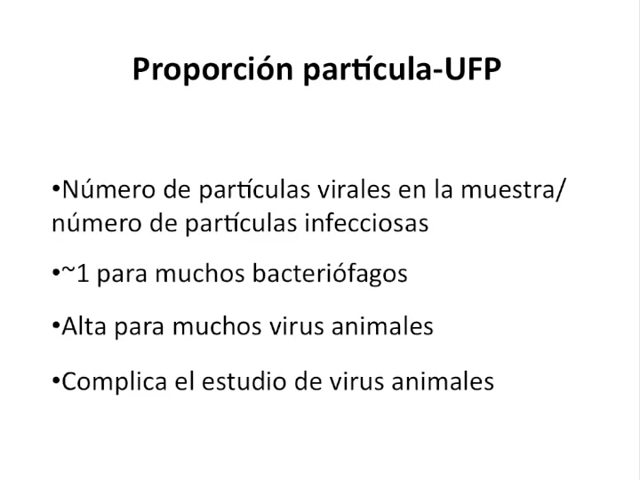 Proporción partícula-UFP
•Número de partículas virales en la muestra/
número de partículas infecciosas
•~1 para muchos bacteriófagos
•Alta para muchos virus animales
•Complica el estudio de virus animales